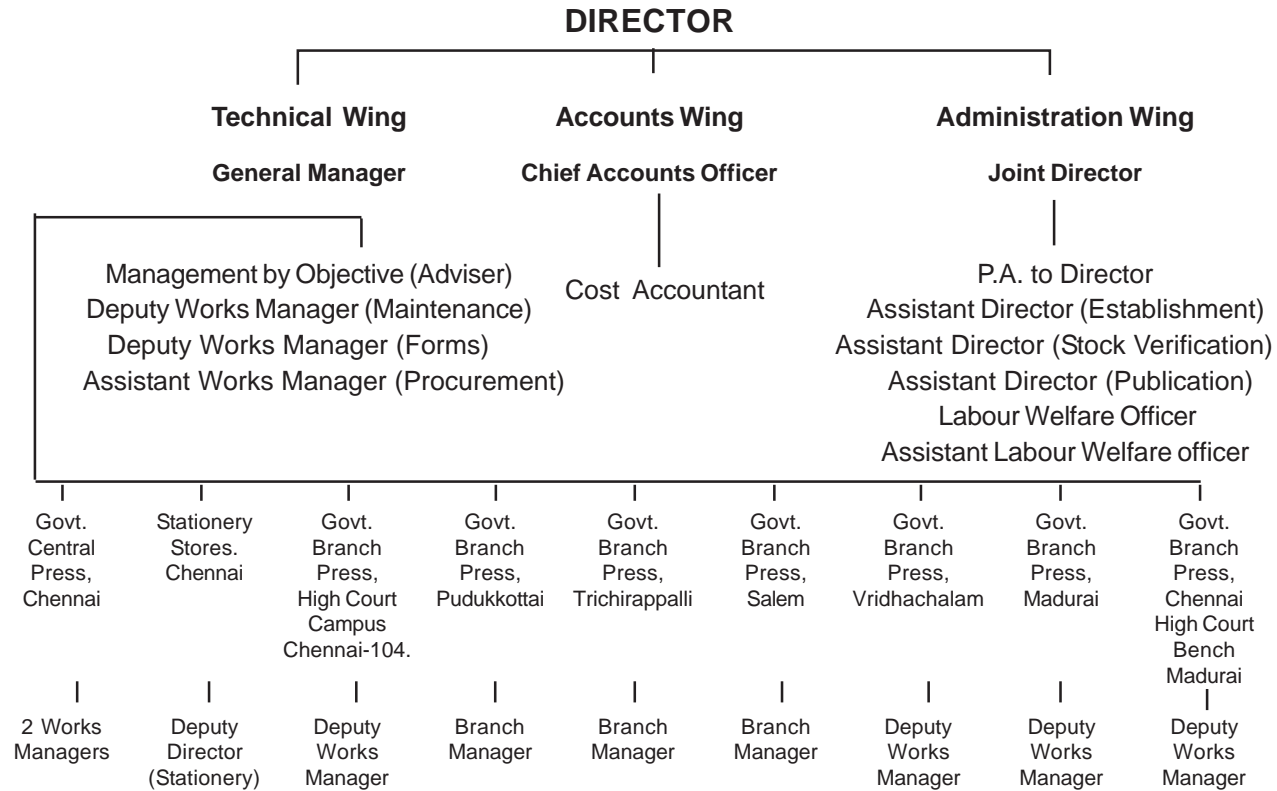 DIRECTOR
Technical Wing
Accounts Wing
Administration Wing
General Manager
Chief Accounts Officer
Joint Director
Management by Objective (Adviser)
Deputy Works Manager (Maintenance)
Deputy Works Manager (Forms)
Assistant Works Manager (Procurement)
Cost Accountant
P.A. to Director
Assistant Director (Establishment)
Assistant Director (Stock Verification)
Assistant Director (Publication)
Labour Welfare Officer
Assistant Labour Welfare officer
Govt.
Central
Press,
Chennai
Stationery
Stores.
Chennai
Govt.
Branch
Press,
High Court
Campus
Chennai-104.
Govt.
Branch
Press,
Pudukkottai
Govt.
Branch
Press,
Trichirappalli
Govt.
Branch
Press,
Salem
Govt.
Branch
Press,
Vridhachalam
Govt.
Branch
Press,
Madurai
Govt.
Branch
Press,
Chennai
High Court
Bench
Madurai
2 Works
Managers
Deputy
Director
(Stationery)
Deputy
Works
Manager
Branch
Manager
Branch
Manager
Branch
Manager
Deputy
Works
Manager
Deputy
Works
Manager
Deputy
Works
Manager